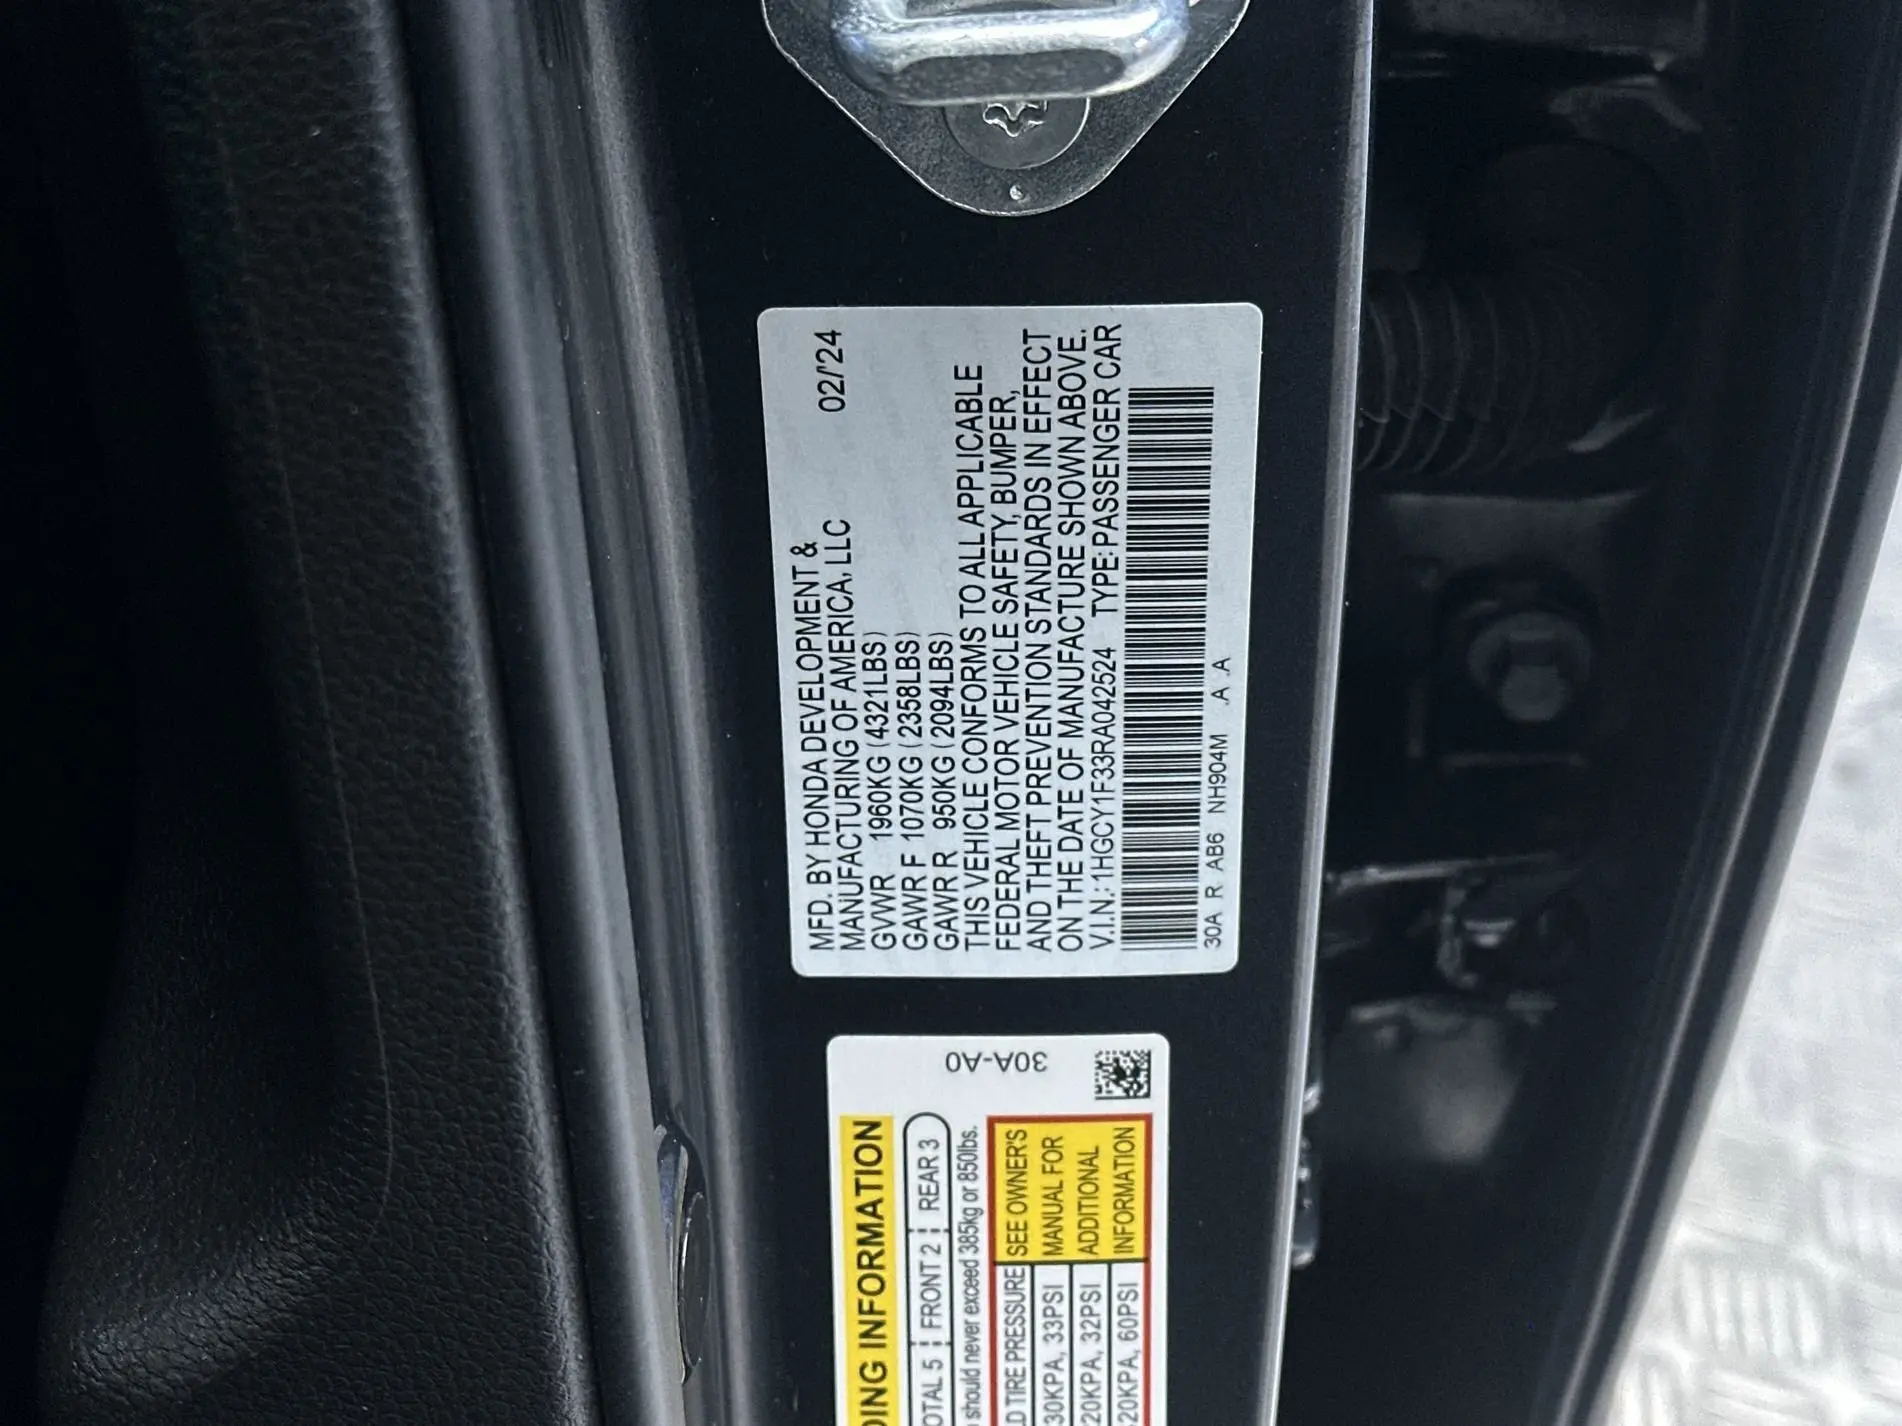 MFD. BY HONDA DEVELOPMENT &
MANUFACTURING OF AMERICA, LLC 02/'24
GVWR 1960KG (4321LBS)
GAWR F 1070KG (2358LBS)
GAWR R 950KG (2094LBS)
THIS VEHICLE CONFORMS TO ALL APPLICABLE
FEDERAL MOTOR VEHICLE SAFETY, BUMPER,
AND THEFT PREVENTION STANDARDS IN EFFECT
ON THE DATE OF MANUFACTURE SHOWN ABOVE.
V.I.N.: 1HGCY1F33RA042524 TYPE: PASSENGER CAR
30A R AB6 NH904M A A
30A-A0
DING INFORMATION
OTAL 5 FRONT 2 REAR 3
should never exceed 385kg or 850lbs.
LD TIRE PRESSURE
30KPA, 33PSI
20KPA, 32PSI
20KPA, 60PSI
SEE OWNER'S
MANUAL FOR
ADDITIONAL
INFORMATION